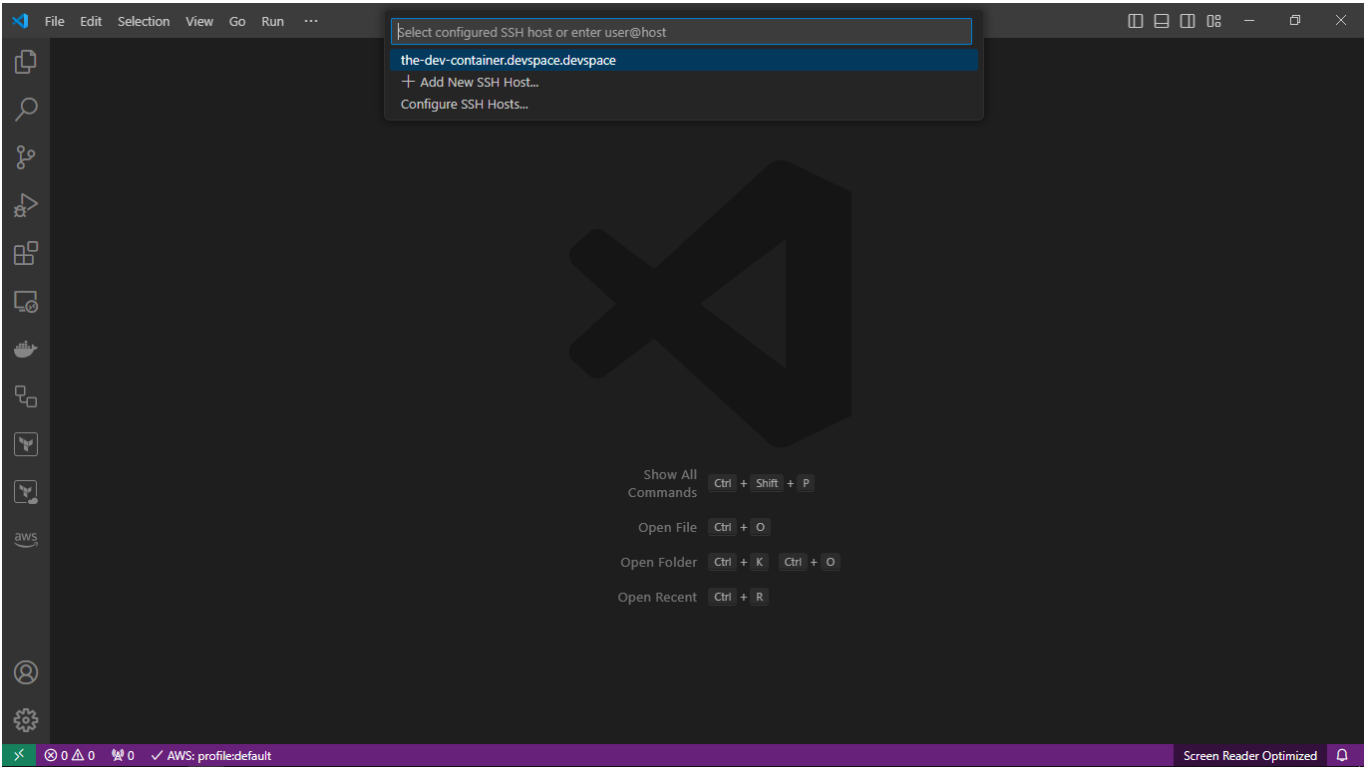 File Edit Selection View Go Run ···
Select configured SSH host or enter user@host
the-dev-container.devspace.devspace
+ Add New SSH Host...
Configure SSH Hosts...
Show All
Commands Ctrl + Shift + P
Open File Ctrl + O
Open Folder Ctrl + K Ctrl + O
Open Recent Ctrl + R
aws
0 0 0 AWS: profile:default Screen Reader Optimized